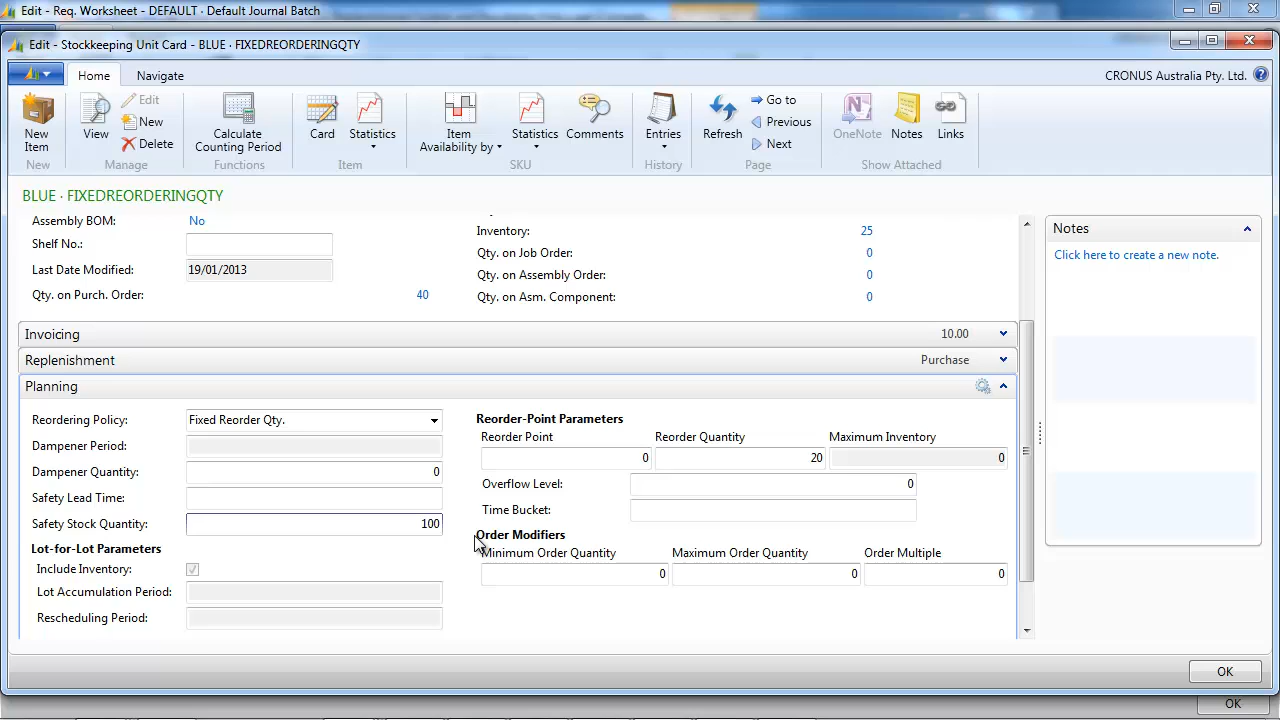 Edit - Req. Worksheet - DEFAULT · Default Journal Batch
Edit - Stockkeeping Unit Card - BLUE · FIXEDREORDERINGQTY
Home
Navigate
CRONUS Australia Pty. Ltd.
New Item
View
Edit
New
Delete
Calculate Counting Period
Card
Statistics
Item Availability by
Statistics
Comments
Entries
Refresh
Go to
Previous
Next
OneNote
Notes
Links
New
Manage
Functions
Item
SKU
History
Page
Show Attached
BLUE · FIXEDREORDERINGQTY
Assembly BOM: No
Shelf No.:
Last Date Modified: 19/01/2013
Qty. on Purch. Order: 40
Inventory: 25
Qty. on Job Order: 0
Qty. on Assembly Order: 0
Qty. on Asm. Component: 0
Notes
Click here to create a new note.
Invoicing 10.00
Replenishment Purchase
Planning
Reordering Policy: Fixed Reorder Qty.
Dampener Period:
Dampener Quantity: 0
Safety Lead Time:
Safety Stock Quantity: 100
Lot-for-Lot Parameters
Include Inventory:
Lot Accumulation Period:
Rescheduling Period:
Reorder-Point Parameters
Reorder Point Reorder Quantity Maximum Inventory
0 20 0
Overflow Level: 0
Time Bucket:
Order Modifiers
Minimum Order Quantity Maximum Order Quantity Order Multiple
0 0 0
OK
OK